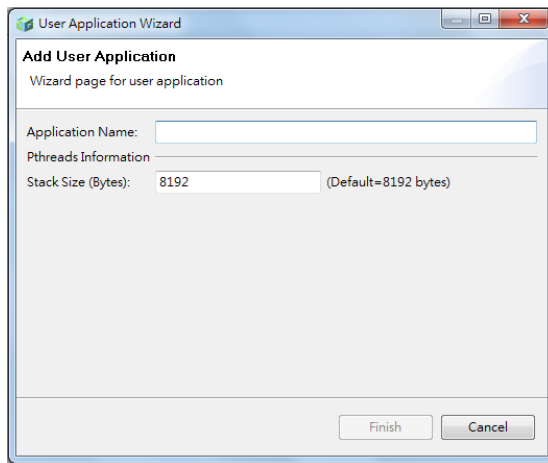 User Application Wizard
Add User Application
Wizard page for user application
Application Name:
Pthreads Information
Stack Size (Bytes): 8192 (Default=8192 bytes)
Finish Cancel